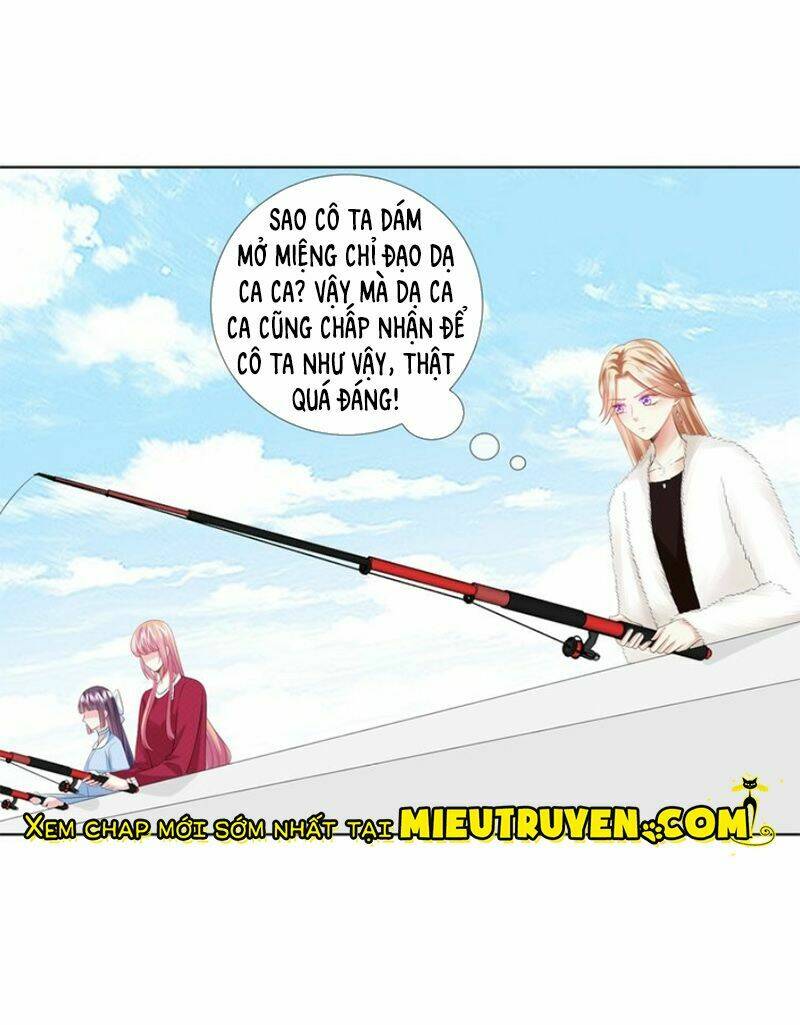 SAO CÔ TA DÁM
MỞ MIỆNG CHỈ ĐẠO DẠ
CA CA? VẬY MÀ DẠ CA
CA CŨNG CHẤP NHẬN ĐỂ
CÔ TA NHƯ VẬY, THẬT
QUÁ ĐÁNG!
XEM CHAP MỚI SỚM NHẤT TẠI MIEUTRUYEN.COM